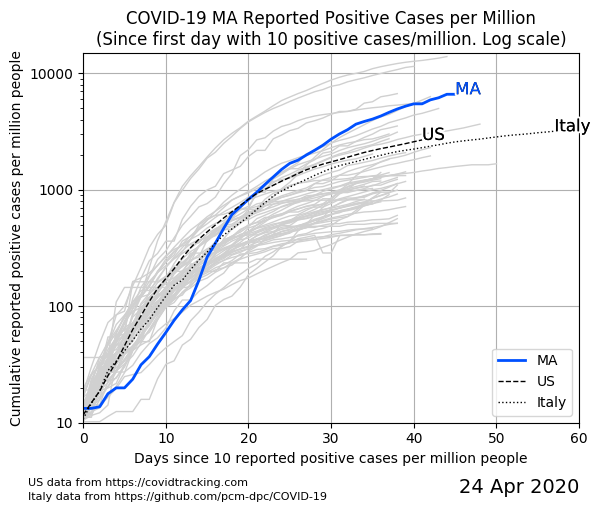 COVID-19 MA Reported Positive Cases per Million
(Since first day with 10 positive cases/million. Log scale)
Cumulative reported positive cases per million people
10000
1000
100
10
MA
US
Italy
MA
US
Italy
0 10 20 30 40 50 60
Days since 10 reported positive cases per million people
US data from https://covidtracking.com
Italy data from https://github.com/pcm-dpc/COVID-19
24 Apr 2020